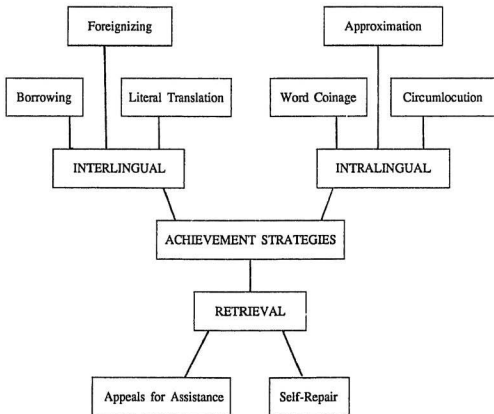 Foreignizing
Approximation
Borrowing
Literal Translation
Word Coinage
Circumlocution
INTERLINGUAL
INTRALINGUAL
ACHIEVEMENT STRATEGIES
RETRIEVAL
Appeals for Assistance
Self-Repair